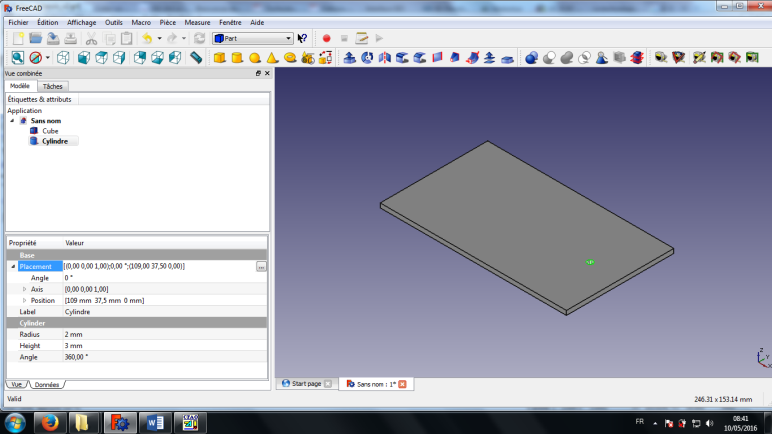 FreeCAD
Fichier Édition Affichage Outils Macro Pièce Mesure Fenêtre Aide
Part
Vue combinée
Modèle Tâches
Étiquettes & attributs
Application
Sans nom
Cube
Cylindre
Propriété Valeur
Base
Placement [(0,00 0,00 1,00);0,00 °;(109,00 37,50 0,00)] ...
Angle 0 °
Axis [0,00 0,00 1,00]
Position [109 mm 37,5 mm 0 mm]
Label Cylindre
Cylinder
Radius 2 mm
Height 3 mm
Angle 360,00 °
Vue Données
Start page Sans nom : 1*
Valid 246.31 x 153.14 mm
FR 08:41
10/05/2016